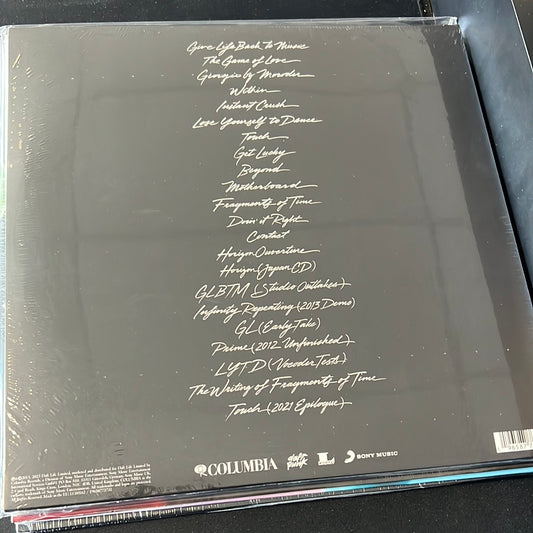 Give Life Back to Music
The Game of Love
Giorgio by Moroder
Within
Instant Crush
Lose Yourself to Dance
Touch
Get Lucky
Beyond
Motherboard
Fragments of Time
Doin' it Right
Contact
Horizon Ouverture
Horizon (Japan CD)
GLBTM (Studio Outtakes)
Infinity Repeating (2013 Demo)
GL (Early Take)
Prime (2012 Unfinished)
LYTD (Vocoder Tests)
The Writing of Fragments of Time
Touch (2021 Epilogue)
COLUMBIA
daft punk
SONY MUSIC